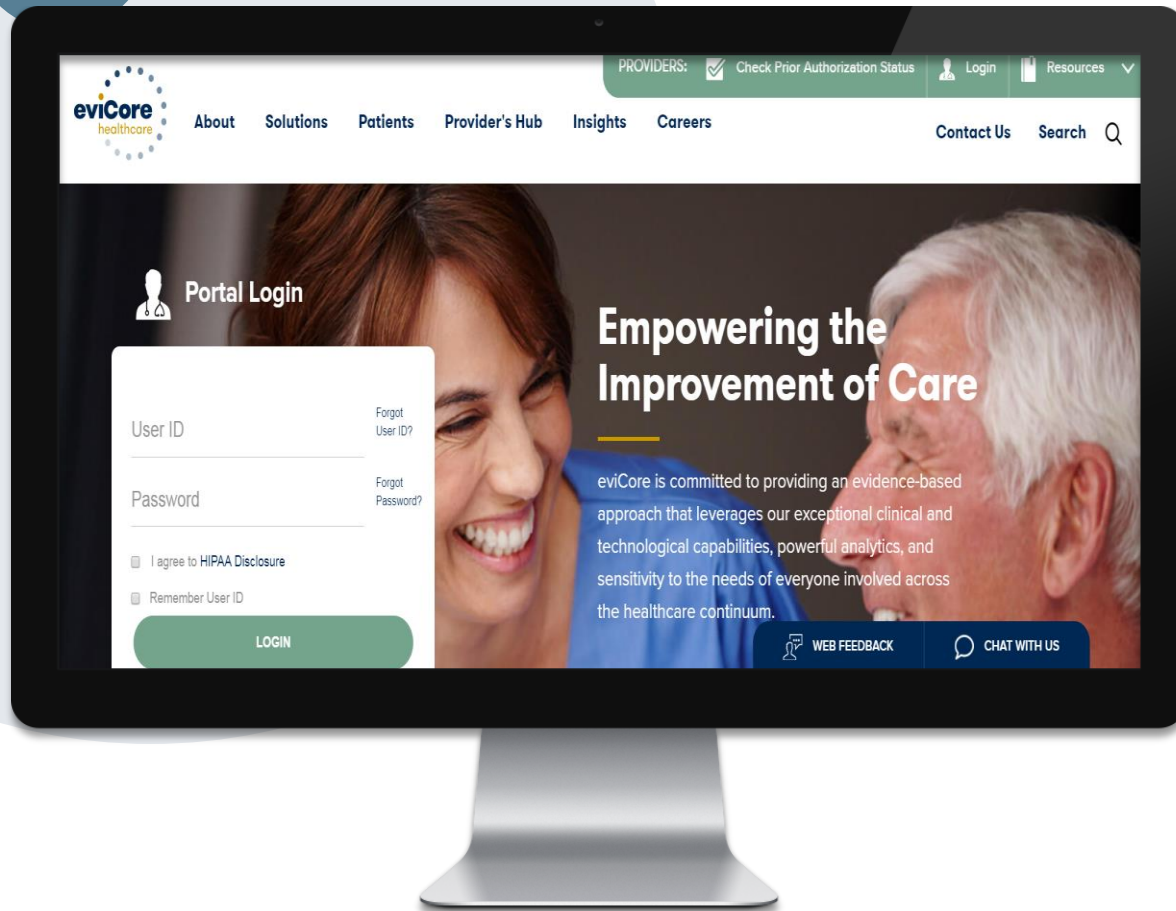 PROVIDERS: Check Prior Authorization Status Login Resources
eviCore
healthcare
About Solutions Patients Provider's Hub Insights Careers
Contact Us Search
Portal Login
User ID
Forgot
User ID?
Password
Forgot
Password?
I agree to HIPAA Disclosure
Remember User ID
LOGIN
Empowering the
Improvement of Care
eviCore is committed to providing an evidence-based
approach that leverages our exceptional clinical and
technological capabilities, powerful analytics, and
sensitivity to the needs of everyone involved across
the healthcare continuum.
WEB FEEDBACK CHAT WITH US